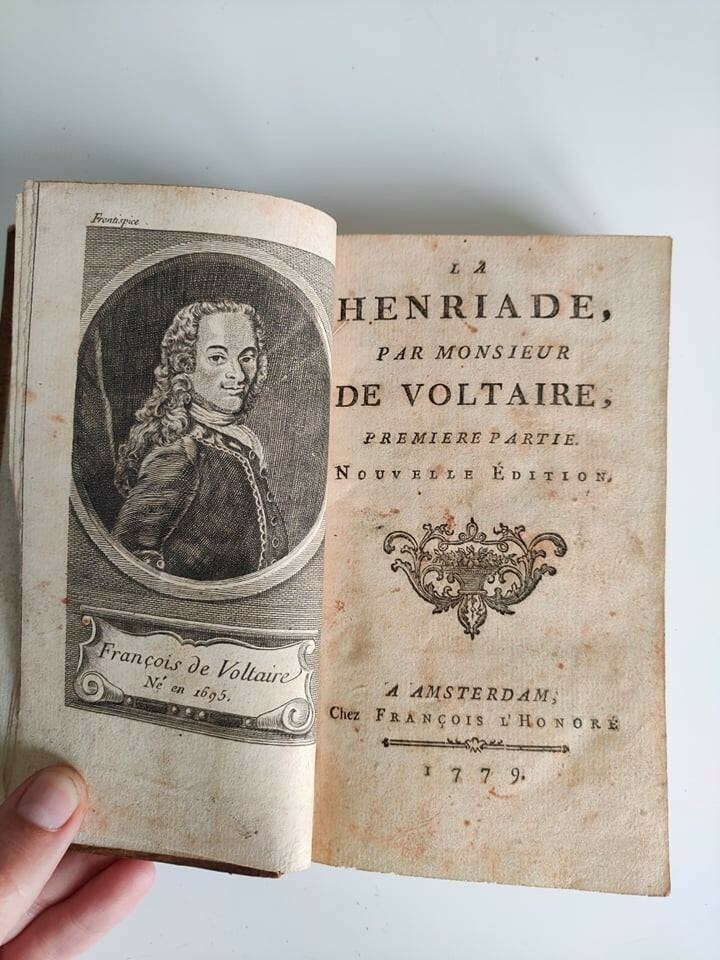 Frontispice
François de Voltaire
Né en 1695.
LA
HENRIADE,
PAR MONSIEUR
DE VOLTAIRE,
PREMIERE PARTIE.
NOUVELLE ÉDITION.
A AMSTERDAM,
Chez FRANÇOIS L'HONORÉ
1779.